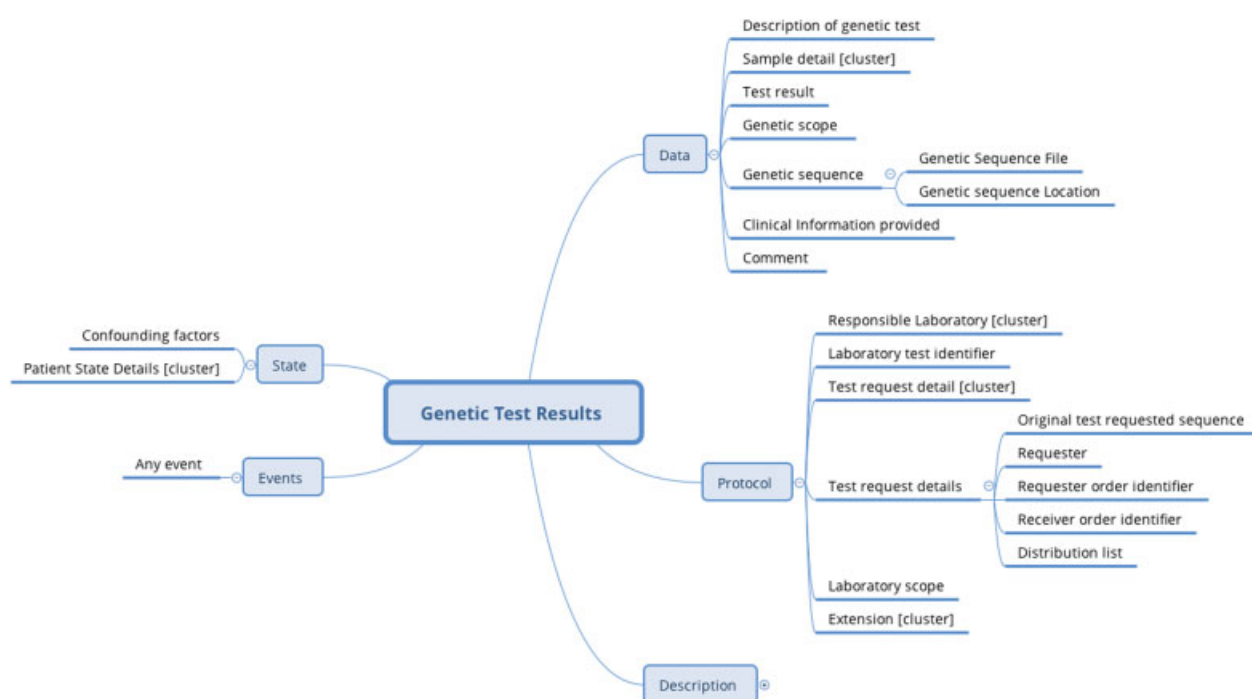 Description of genetic test
Sample detail [cluster]
Test result
Genetic scope
Data
Genetic sequence
Genetic Sequence File
Genetic sequence Location
Clinical Information provided
Comment
Confounding factors
Patient State Details [cluster]
State
Genetic Test Results
Any event
Events
Responsible Laboratory [cluster]
Laboratory test identifier
Test request detail [cluster]
Protocol
Test request details
Original test requested sequence
Requester
Requester order identifier
Receiver order identifier
Distribution list
Laboratory scope
Extension [cluster]
Description